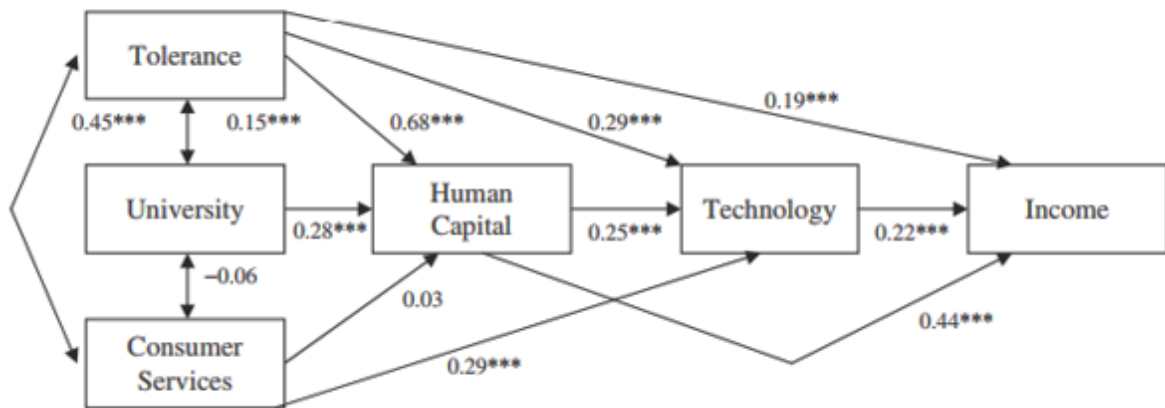 Tolerance
0.19***
0.45***
0.15***
0.68***
0.29***
University
Human
Capital
Technology
Income
0.28***
0.25***
0.22***
−0.06
0.03
Consumer
Services
0.29***
0.44***